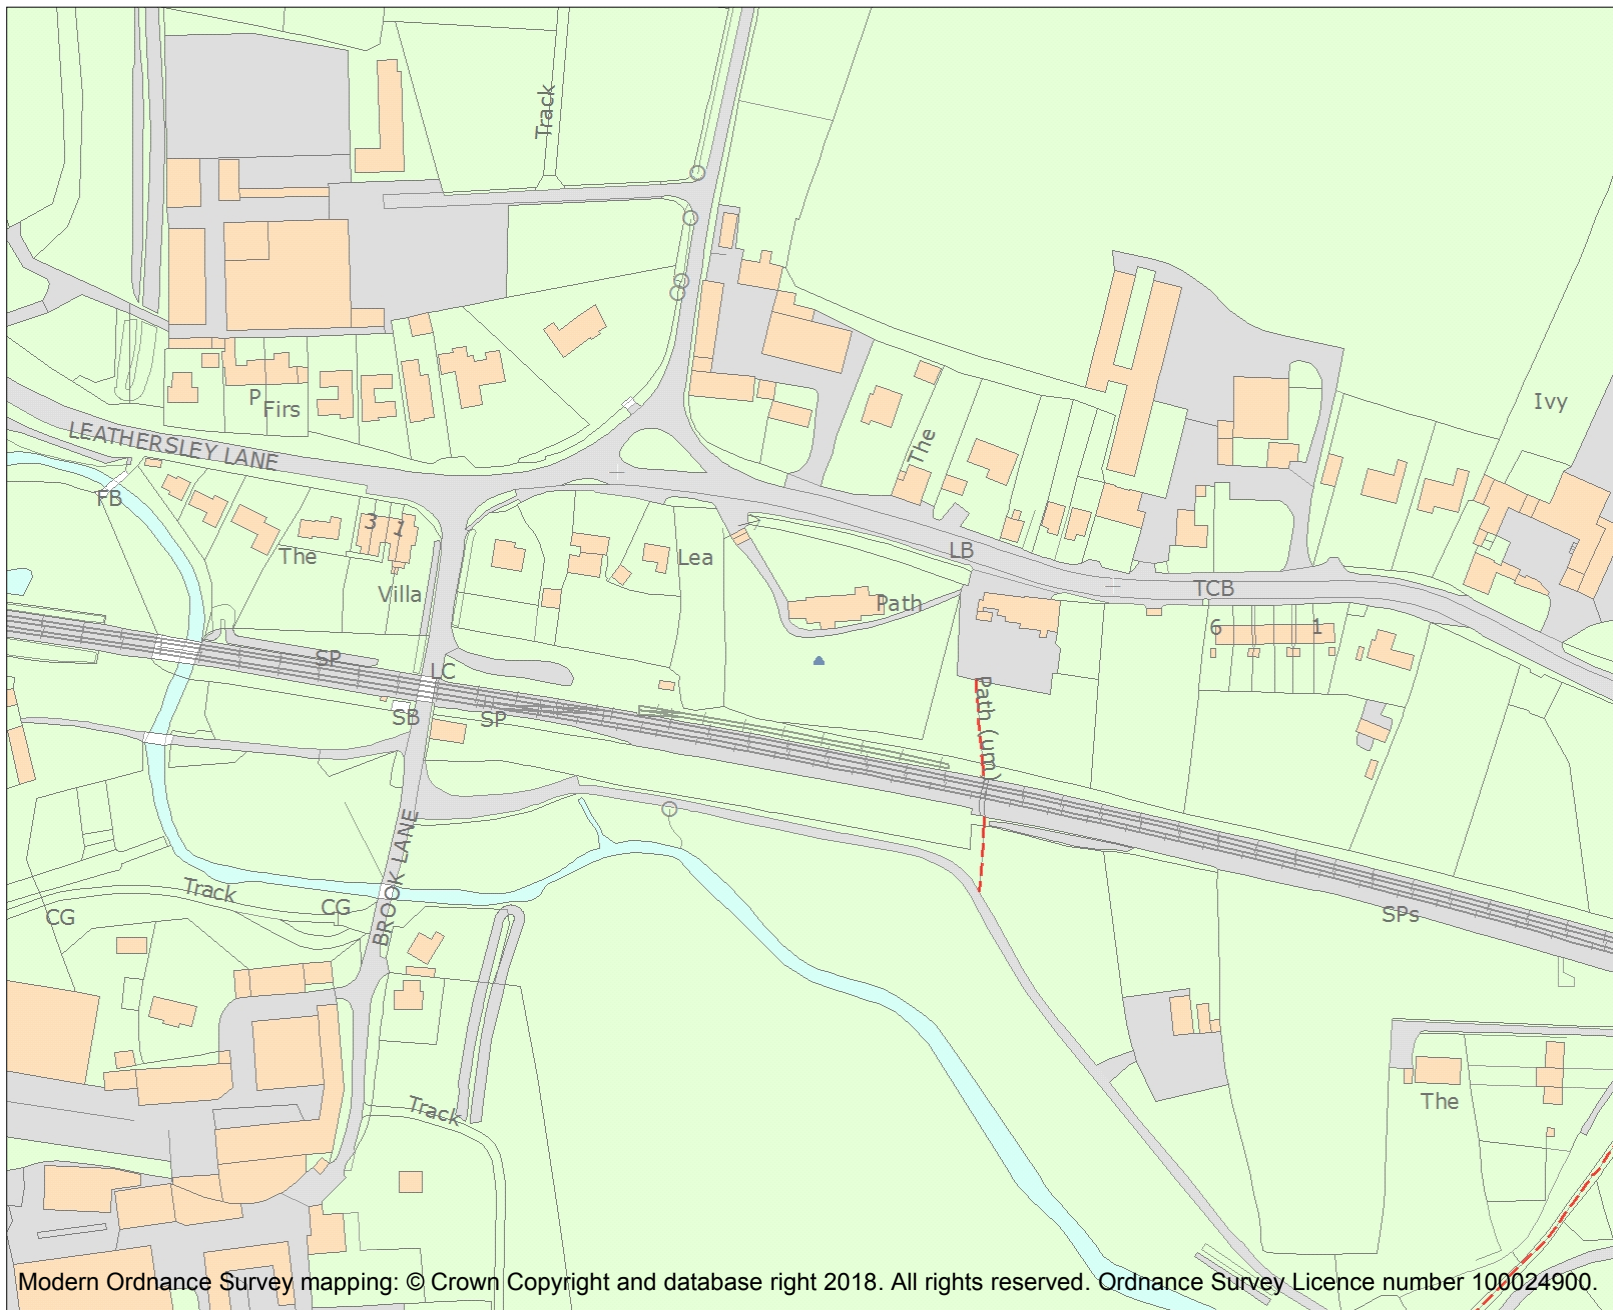 Track
P
Firs
Ivy
LEATHERSLEY LANE
The
FB
3
1
The
Lea
LB
Villa
Path
TCB
6
1
SP
LC
SB
SP
Path (um)
BROOK LANE
Track
CG
CG
SPs
Track
The
Modern Ordnance Survey mapping: © Crown Copyright and database right 2018. All rights reserved. Ordnance Survey Licence number 100024900.